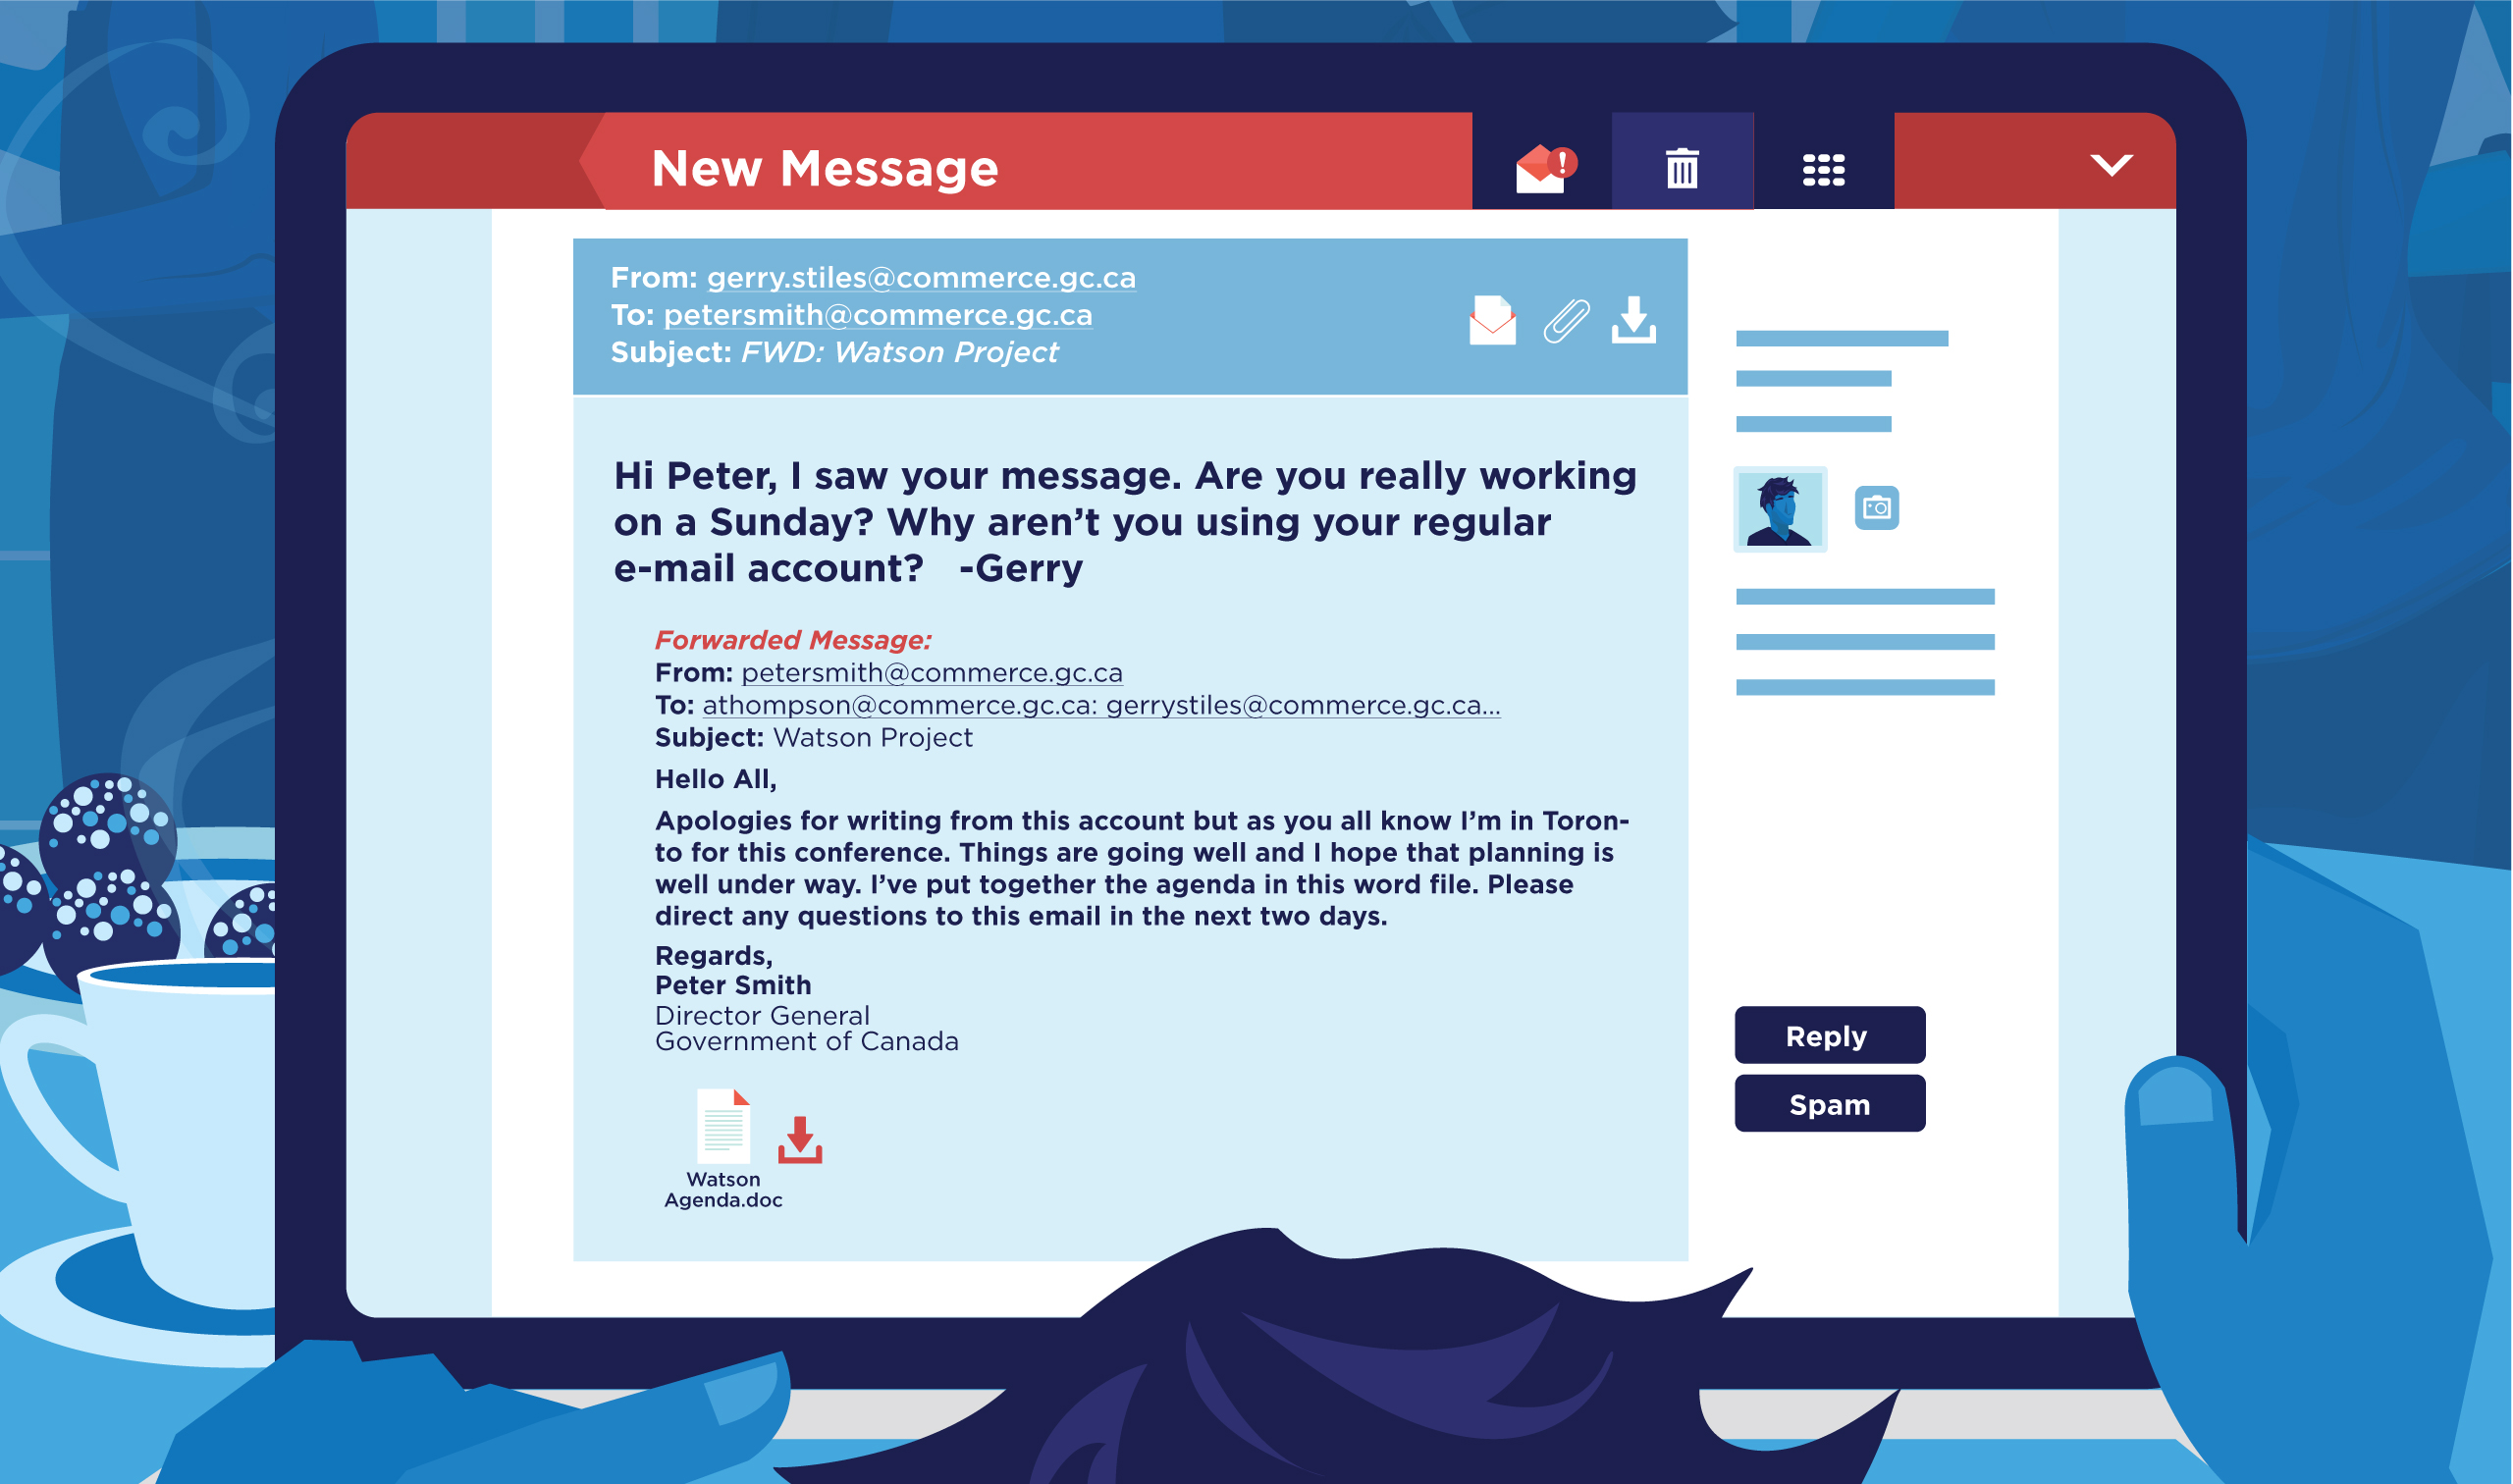 New Message
From: gerry.stiles@commerce.gc.ca
To: petersmith@commerce.gc.ca
Subject: FWD: Watson Project
Hi Peter, I saw your message. Are you really working
on a Sunday? Why aren’t you using your regular
e-mail account?   -Gerry
Forwarded Message:
From: petersmith@commerce.gc.ca
To: athompson@commerce.gc.ca: gerrystiles@commerce.gc.ca...
Subject: Watson Project
Hello All,
Apologies for writing from this account but as you all know I’m in Toron-
to for this conference. Things are going well and I hope that planning is
well under way. I’ve put together the agenda in this word file. Please
direct any questions to this email in the next two days.
Regards,
Peter Smith
Director General
Government of Canada
Watson
Agenda.doc
Reply
Spam